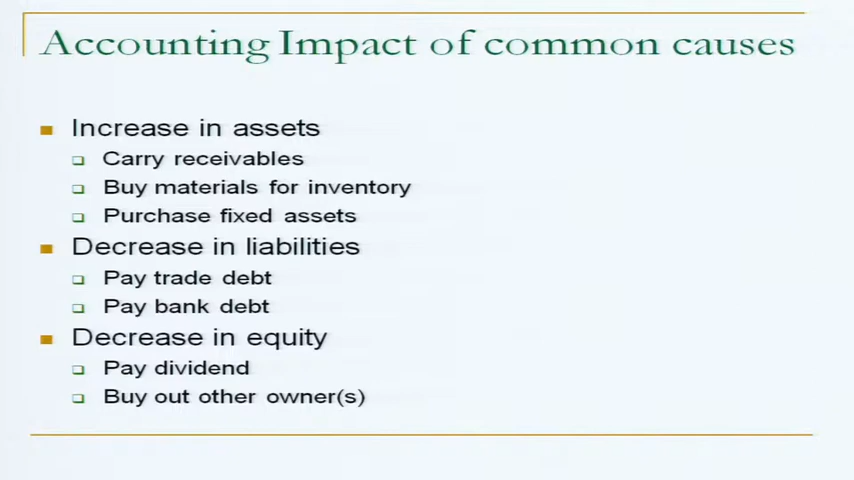 Accounting Impact of common causes
Increase in assets
Carry receivables
Buy materials for inventory
Purchase fixed assets
Decrease in liabilities
Pay trade debt
Pay bank debt
Decrease in equity
Pay dividend
Buy out other owner(s)